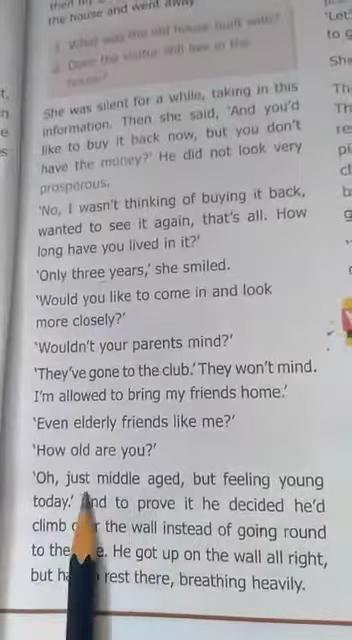 the house and went away
1. What was the old house built with?
2. Does the visitor still live in the
house?
She was silent for a while, taking in this
information. Then she said, 'And you'd
like to buy it back now, but you don't
have the money?' He did not look very
prosperous.
'No, I wasn't thinking of buying it back,
wanted to see it again, that's all. How
long have you lived in it?'
'Only three years,' she smiled.
'Would you like to come in and look
more closely?'
'Wouldn't your parents mind?'
'They've gone to the club.' They won't mind.
I'm allowed to bring my friends home.'
'Even elderly friends like me?'
'How old are you?'
'Oh, just middle aged, but feeling young
today.' And to prove it he decided he'd
climb the wall instead of going round
to the He got up on the wall all right,
but rest there, breathing heavily.
'Let
to g
She
Th
Th